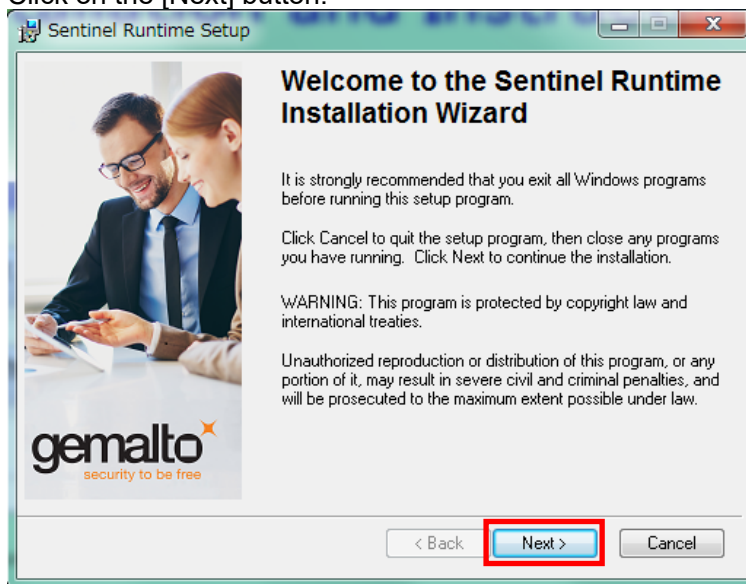 Click on the [Next] button.
Sentinel Runtime Setup
Welcome to the Sentinel Runtime
Installation Wizard
It is strongly recommended that you exit all Windows programs
before running this setup program.
Click Cancel to quit the setup program, then close any programs
you have running. Click Next to continue the installation.
WARNING: This program is protected by copyright law and
international treaties.
Unauthorized reproduction or distribution of this program, or any
portion of it, may result in severe civil and criminal penalties, and
will be prosecuted to the maximum extent possible under law.
gemalto
security to be free
< Back
Next >
Cancel